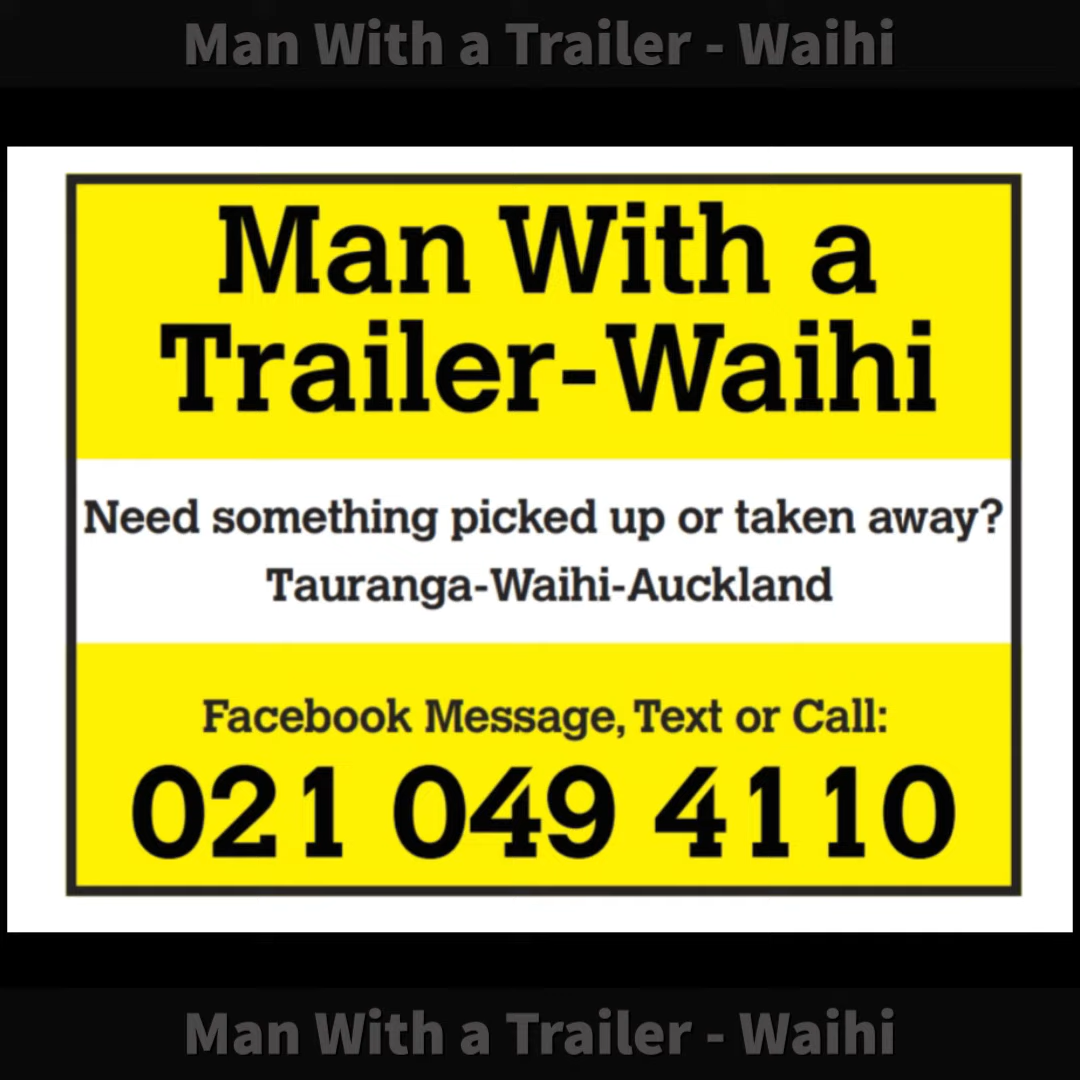 Man With a Trailer - Waihi
Man With a
Trailer-Waihi
Need something picked up or taken away?
Tauranga-Waihi-Auckland
Facebook Message, Text or Call:
021 049 4110
Man With a Trailer - Waihi